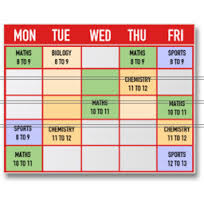 MON TUE WED THU FRI
MATHS BIOLOGY MATHS SPORTS
8 TO 9 8 TO 9 8 TO 9 8 TO 9
CHEMISTRY
11 TO 12
MATHS MATHS
10 TO 11 10 TO 11
SPORTS CHEMISTRY CHEMISTRY
8 TO 9 11 TO 12 11 TO 12
MATHS SPORTS
10 TO 11 12 TO 13